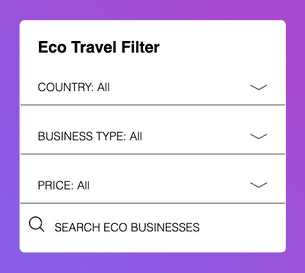 Eco Travel Filter
COUNTRY: All
BUSINESS TYPE: All
PRICE: All
SEARCH ECO BUSINESSES